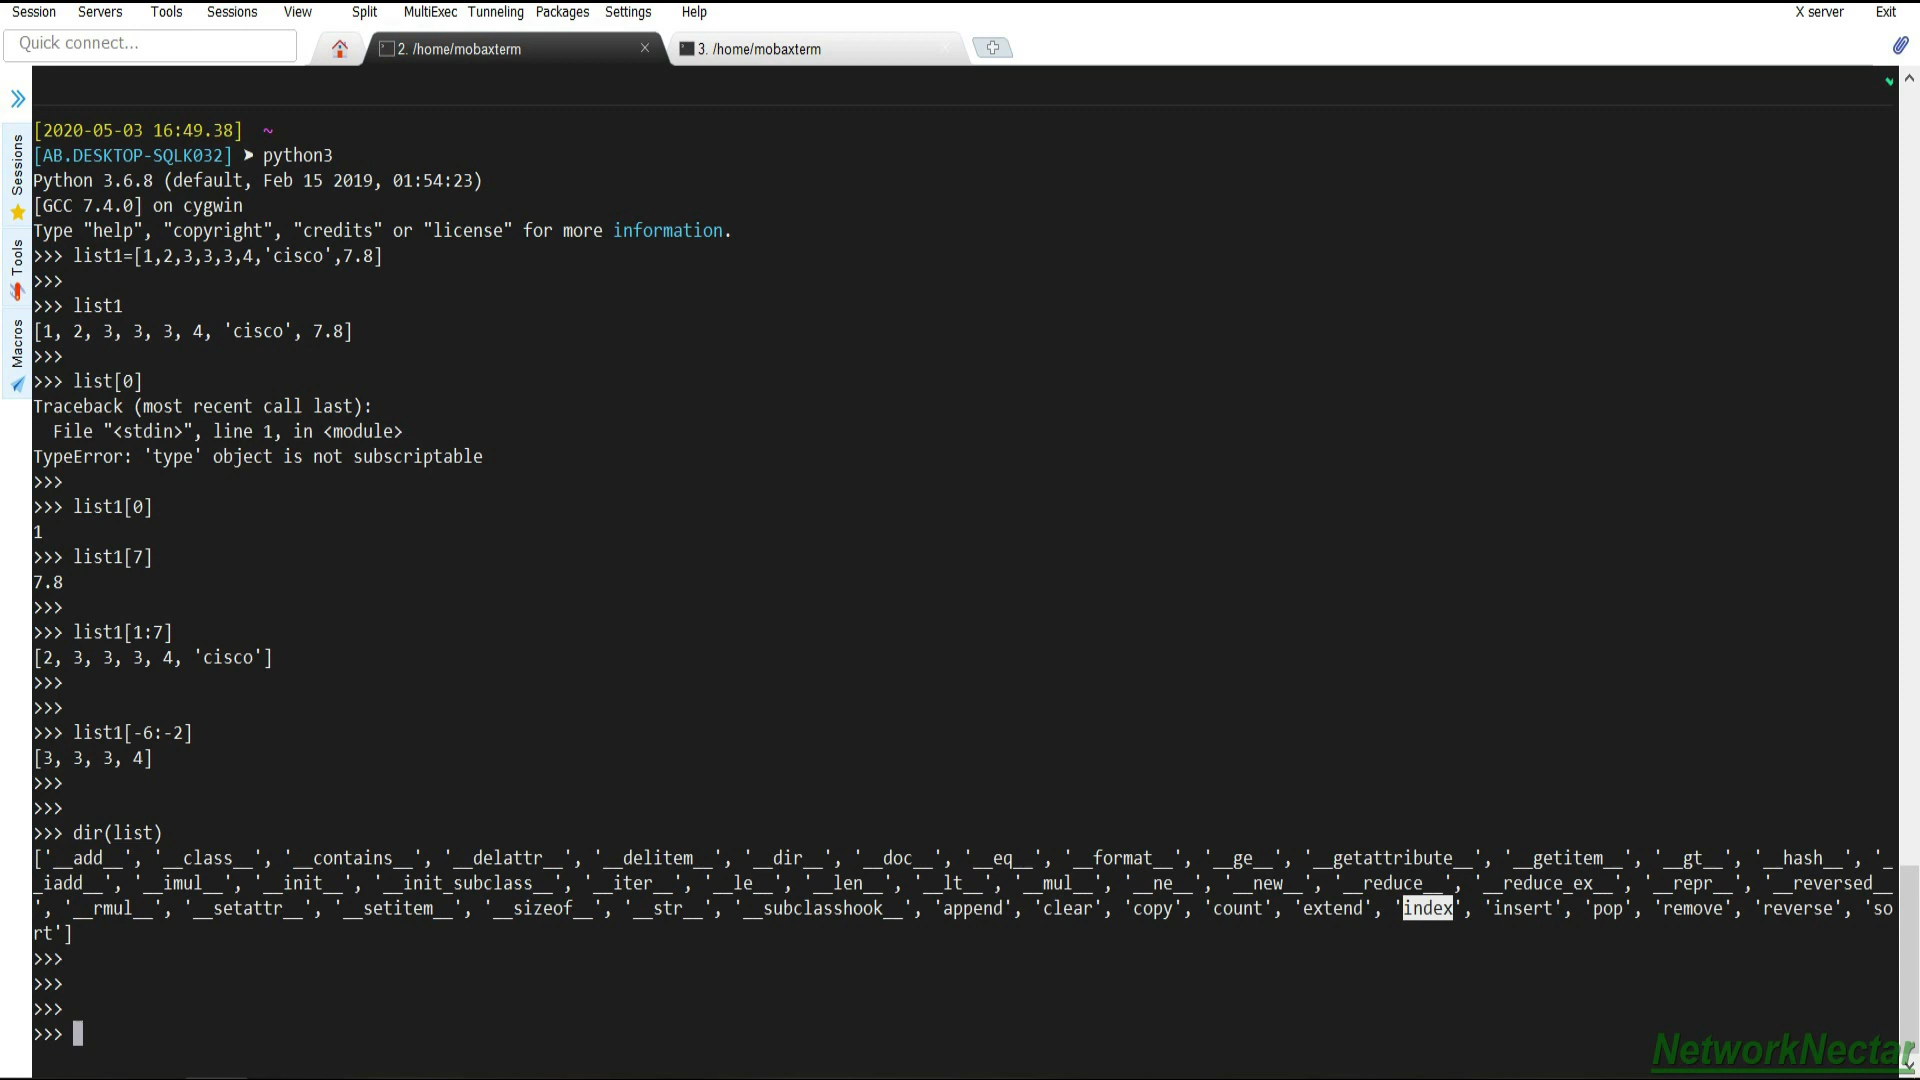 Session Servers Tools Sessions View Split MultiExec Tunneling Packages Settings Help X server Exit
Quick connect... 2. /home/mobaxterm 3. /home/mobaxterm
Sessions
Tools
Macros
[2020-05-03 16:49.38] ~
[AB.DESKTOP-SQLK032] ➤ python3
Python 3.6.8 (default, Feb 15 2019, 01:54:23)
[GCC 7.4.0] on cygwin
Type "help", "copyright", "credits" or "license" for more information.
>>> list1=[1,2,3,3,3,4,'cisco',7.8]
>>>
>>> list1
[1, 2, 3, 3, 3, 4, 'cisco', 7.8]
>>>
>>> list[0]
Traceback (most recent call last):
  File "<stdin>", line 1, in <module>
TypeError: 'type' object is not subscriptable
>>>
>>> list1[0]
1
>>> list1[7]
7.8
>>>
>>> list1[1:7]
[2, 3, 3, 3, 4, 'cisco']
>>>
>>>
>>> list1[-6:-2]
[3, 3, 3, 4]
>>>
>>>
>>> dir(list)
['__add__', '__class__', '__contains__', '__delattr__', '__delitem__', '__dir__', '__doc__', '__eq__', '__format__', '__ge__', '__getattribute__', '__getitem__', '__gt__', '__hash__', '_
_iadd__', '__imul__', '__init__', '__init_subclass__', '__iter__', '__le__', '__len__', '__lt__', '__mul__', '__ne__', '__new__', '__reduce__', '__reduce_ex__', '__repr__', '__reversed__
', '__rmul__', '__setattr__', '__setitem__', '__sizeof__', '__str__', '__subclasshook__', 'append', 'clear', 'copy', 'count', 'extend', 'index', 'insert', 'pop', 'remove', 'reverse', 'so
rt']
>>>
>>>
>>>
>>>
NetworkNectar